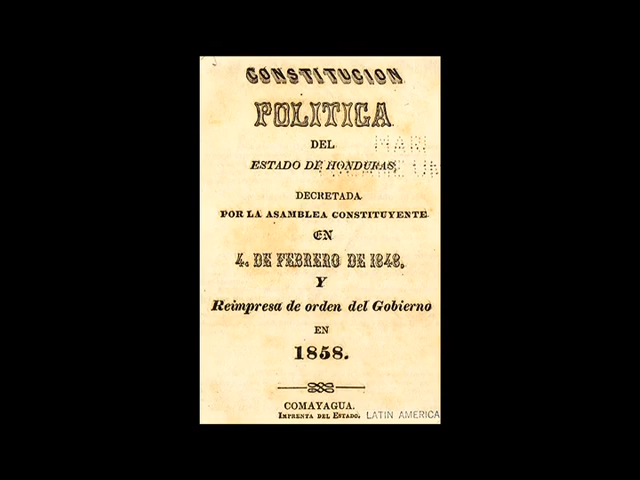 CONSTITUCION
POLITICA
DEL
ESTADO DE HONDURAS,
DECRETADA
POR LA ASAMBLEA CONSTITUYENTE
EN
4. DE FEBRERO DE 1848.
Y
Reimpresa de orden del Gobierno
EN
1858.
COMAYAGUA.
IMPRENTA DEL ESTADO.
LATIN AMERICA